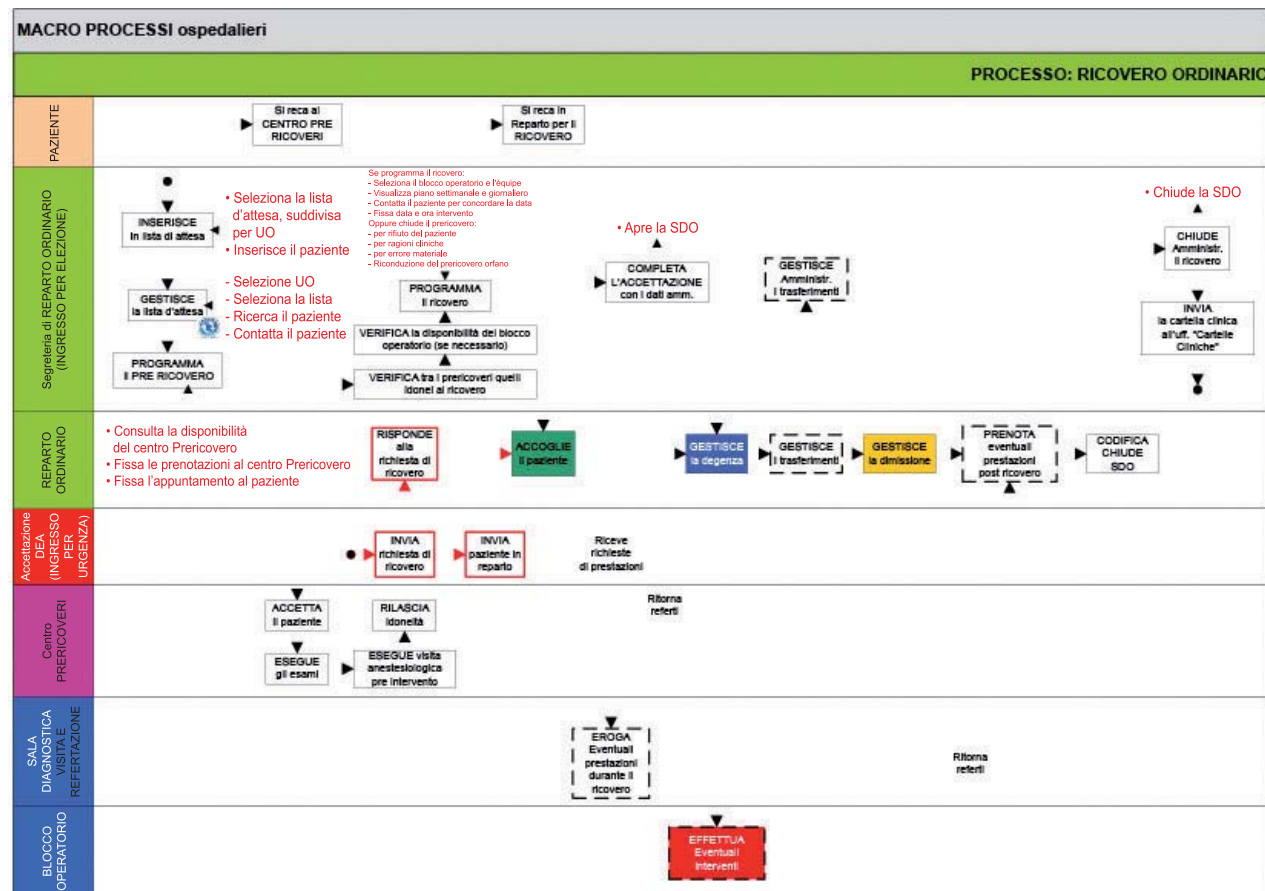 MACRO PROCESSI ospedalieri
PROCESSO: RICOVERO ORDINARIO
PAZIENTE
Si reca al
CENTRO PRE
RICOVERI
Si reca in
Reparto per il
RICOVERO
Segreteria di REPARTO ORDINARIO
(INGRESSO PER ELEZIONE)
INSERISCE
in lista di attesa
• Seleziona la lista
d'attesa, suddivisa
per UO
• Inserisce il paziente
GESTISCE
la lista d'attesa
- Selezione UO
- Seleziona la lista
- Ricerca il paziente
- Contatta il paziente
PROGRAMMA
il PRE RICOVERO
Se programma il ricovero:
- Seleziona il blocco operatorio e l'équipe
- Visualizza piano settimanale e giornaliero
- Contatta il paziente per concordare la data
- Fissa data e ora intervento
Oppure chiude il prericovero:
- per rifiuto del paziente
- per ragioni cliniche
- per errore materiale
- Riconduzione del prericovero orfano
PROGRAMMA
il ricovero
VERIFICA la disponibilità del blocco
operatorio (se necessario)
VERIFICA tra i prericoveri quelli
idonei al ricovero
• Apre la SDO
COMPLETA
L'ACCETTAZIONE
con i dati amm.
GESTISCE
Amministr.
i trasferimenti
• Chiude la SDO
CHIUDE
Amministr.
il ricovero
INVIA
la cartella clinica
all'uff. "Cartelle
Cliniche"
REPARTO
ORDINARIO
• Consulta la disponibilità
del centro Prericovero
• Fissa le prenotazioni al centro Prericovero
• Fissa l'appuntamento al paziente
RISPONDE
alla
richiesta di
ricovero
ACCOGLIE
il paziente
GESTISCE
la degenza
GESTISCE
i trasferimenti
GESTISCE
la dimissione
PRENOTA
eventuali
prestazioni
post ricovero
CODIFICA
CHIUDE
SDO
Accettazione
DEA
(INGRESSO
PER
URGENZA)
INVIA
richiesta di
ricovero
INVIA
paziente in
reparto
Riceve
richieste
di prestazioni
Centro
PRERICOVERI
ACCETTA
il paziente
RILASCIA
idoneità
ESEGUE
gli esami
ESEGUE visita
anestesiologica
pre intervento
Ritorna
referti
SALA
DIAGNOSTICA
VISITA E
REFERTAZIONE
EROGA
Eventuali
prestazioni
durante il
ricovero
Ritorna
referti
BLOCCO
OPERATORIO
EFFETTUA
Eventuali
interventi